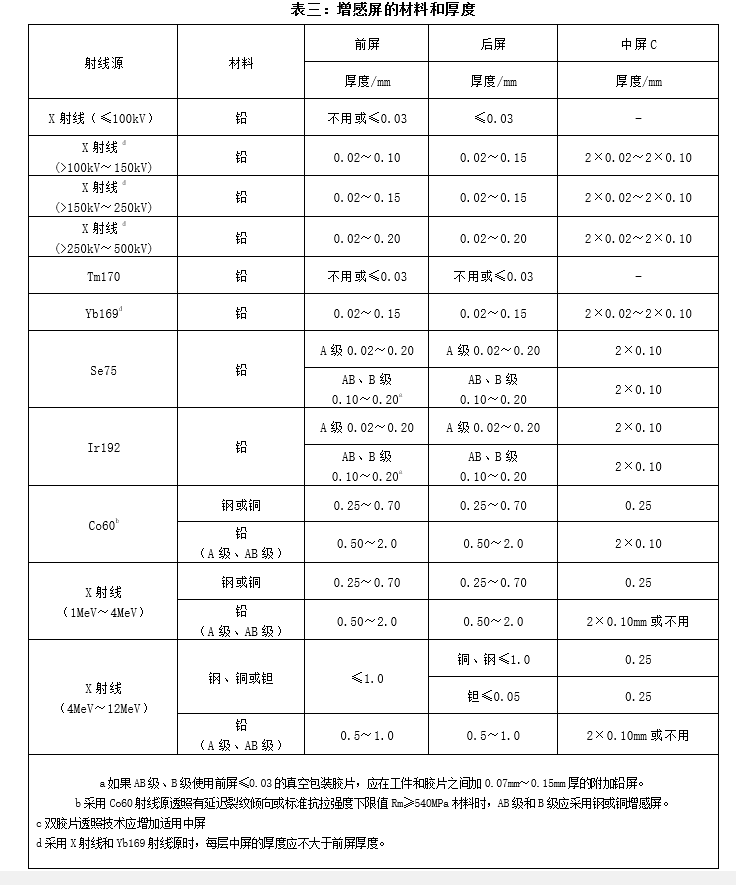 表三：增感屏的材料和厚度
射线源 材料 前屏 后屏 中屏 C
厚度/mm 厚度/mm 厚度/mm
X 射线（≤100kV） 铅 不用或≤0.03 ≤0.03 -
X 射线 d
(>100kV～150kV) 铅 0.02～0.10 0.02～0.15 2×0.02～2×0.10
X 射线 d
(>150kV～250kV) 铅 0.02～0.15 0.02～0.15 2×0.02～2×0.10
X 射线 d
(>250kV～500kV) 铅 0.02～0.20 0.02～0.20 2×0.02～2×0.10
Tm170 铅 不用或≤0.03 不用或≤0.03 -
Yb169d 铅 0.02～0.15 0.02～0.15 2×0.02～2×0.10
Se75 铅 A 级 0.02～0.20 A 级 0.02～0.20 2×0.10
AB、B 级
0.10～0.20a
AB、B 级
0.10～0.20
2×0.10
Ir192 铅 A 级 0.02～0.20 A 级 0.02～0.20 2×0.10
AB、B 级
0.10～0.20a
AB、B 级
0.10～0.20
2×0.10
Co60b 钢或铜 0.25～0.70 0.25～0.70 0.25
铅
（A 级、AB 级） 0.50～2.0 0.50～2.0 2×0.10
X 射线
（1MeV～4MeV） 钢或铜 0.25～0.70 0.25～0.70 0.25
铅
（A 级、AB 级） 0.50～2.0 0.50～2.0 2×0.10mm 或不用
X 射线
（4MeV～12MeV） 钢、铜或钽 ≤1.0 铜、钢≤1.0 0.25
钽≤0.05 0.25
铅
（A 级、AB 级） 0.5～1.0 0.5～1.0 2×0.10mm 或不用
a 如果 AB 级、B 级使用前屏≤0.03 的真空包装胶片，应在工件和胶片之间加 0.07mm～0.15mm 厚的附加铅屏。
b 采用 Co60 射线源透照有延迟裂纹倾向或标准抗拉强度下限值 Rm≥540MPa 材料时，AB 级和 B 级应采用钢或铜增感屏。
c 双胶片透照技术应增加适用中屏
d 采用 X 射线和 Yb169 射线源时，每层中屏的厚度应不大于前屏厚度。